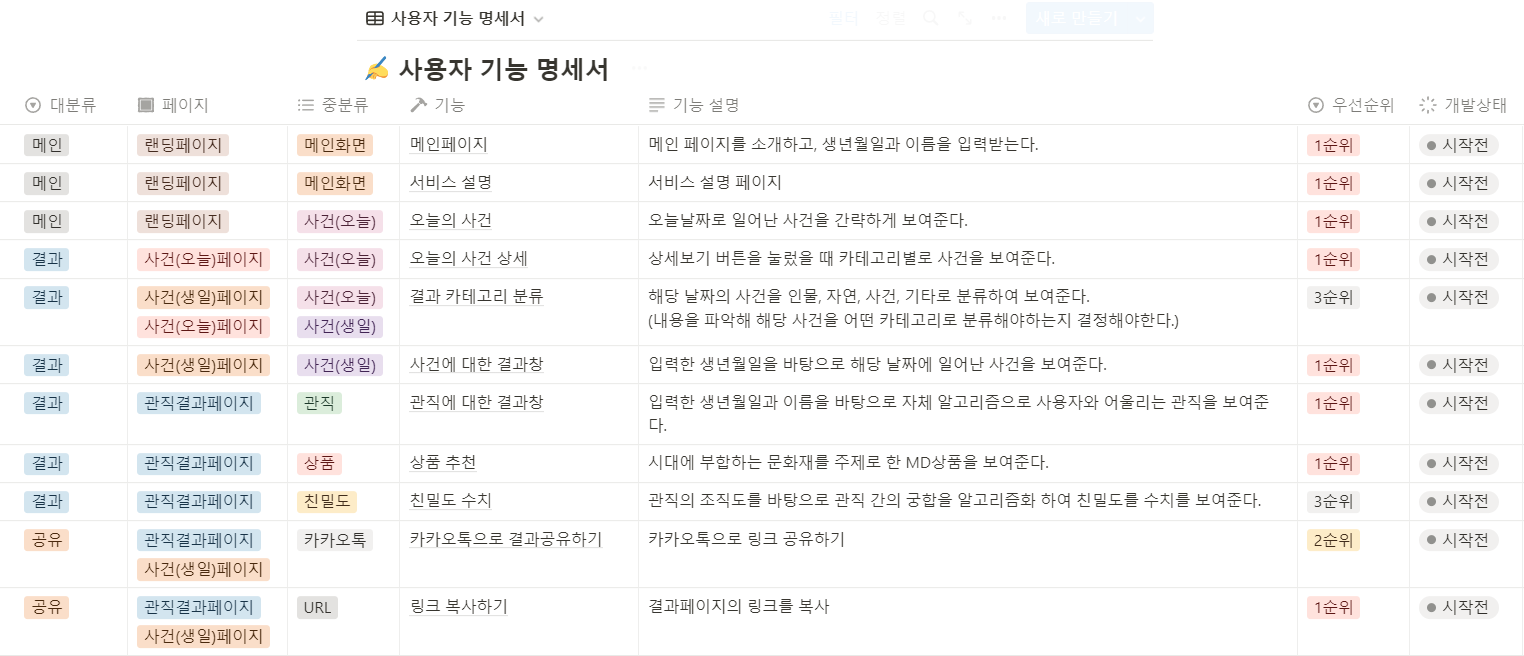 사용자 기능 명세서
필터 정렬 새로 만들기
사용자 기능 명세서
대분류 페이지 중분류 기능 기능 설명 우선순위 개발상태
메인 랜딩페이지 메인화면 메인페이지 메인 페이지를 소개하고, 생년월일과 이름을 입력받는다. 1순위 시작전
메인 랜딩페이지 메인화면 서비스 설명 서비스 설명 페이지 1순위 시작전
메인 랜딩페이지 사건(오늘) 오늘의 사건 오늘날짜로 일어난 사건을 간략하게 보여준다. 1순위 시작전
결과 사건(오늘)페이지 사건(오늘) 오늘의 사건 상세 상세보기 버튼을 눌렀을 때 카테고리별로 사건을 보여준다. 1순위 시작전
결과 사건(생일)페이지 사건(오늘) 결과 카테고리 분류 해당 날짜의 사건을 인물, 자연, 사건, 기타로 분류하여 보여준다. 3순위 시작전
사건(오늘)페이지 사건(생일) (내용을 파악해 해당 사건을 어떤 카테고리로 분류해야하는지 결정해야한다.)
결과 사건(생일)페이지 사건(생일) 사건에 대한 결과창 입력한 생년월일을 바탕으로 해당 날짜에 일어난 사건을 보여준다. 1순위 시작전
결과 관직결과페이지 관직 관직에 대한 결과창 입력한 생년월일과 이름을 바탕으로 자체 알고리즘으로 사용자와 어울리는 관직을 보여준 1순위 시작전
다.
결과 관직결과페이지 상품 상품 추천 시대에 부합하는 문화재를 주제로 한 MD상품을 보여준다. 1순위 시작전
결과 관직결과페이지 친밀도 친밀도 수치 관직의 조직도를 바탕으로 관직 간의 궁합을 알고리즘화 하여 친밀도를 수치를 보여준다. 3순위 시작전
공유 관직결과페이지 카카오톡 카카오톡으로 결과공유하기 카카오톡으로 링크 공유하기 2순위 시작전
사건(생일)페이지
공유 관직결과페이지 URL 링크 복사하기 결과페이지의 링크를 복사 1순위 시작전
사건(생일)페이지